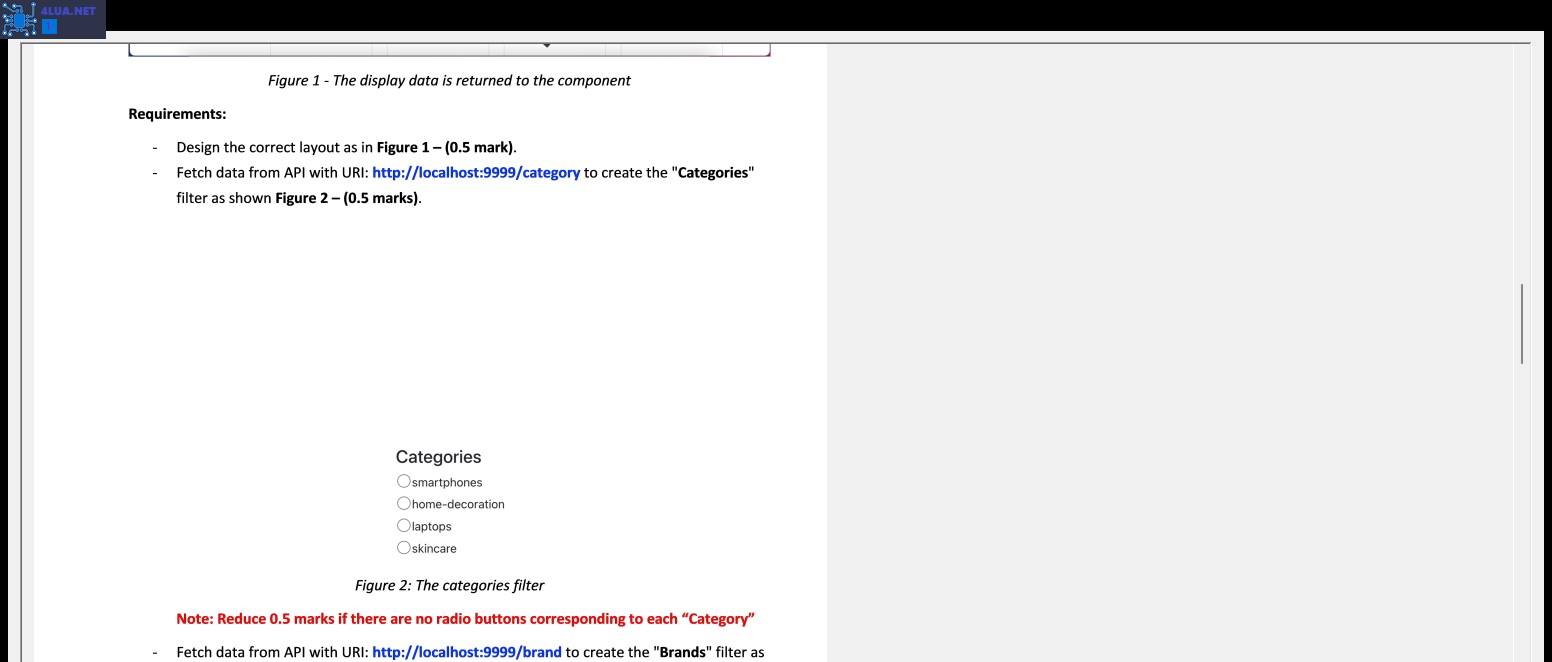 4LUA.NET
Figure 1 - The display data is returned to the component
Requirements:
- Design the correct layout as in Figure 1 – (0.5 mark).
- Fetch data from API with URI: http://localhost:9999/category to create the "Categories"
filter as shown Figure 2 – (0.5 marks).
Categories
smartphones
home-decoration
laptops
skincare
Figure 2: The categories filter
Note: Reduce 0.5 marks if there are no radio buttons corresponding to each “Category”
- Fetch data from API with URI: http://localhost:9999/brand to create the "Brands" filter as